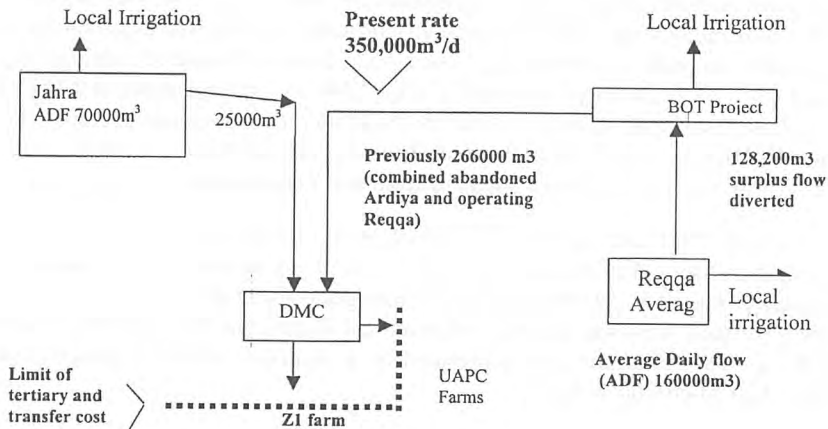 Local Irrigation
Present rate
350,000m³/d
Local Irrigation
Jahra
ADF 70000m³
25000m³
BOT Project
Previously 266000 m3
(combined abandoned
Ardiya and operating
Reqqa)
128,200m3
surplus flow
diverted
Reqqa
Averag
Local
irrigation
DMC
Average Daily flow
(ADF) 160000m3)
UAPC
Farms
Limit of
tertiary and
transfer cost
Z1 farm